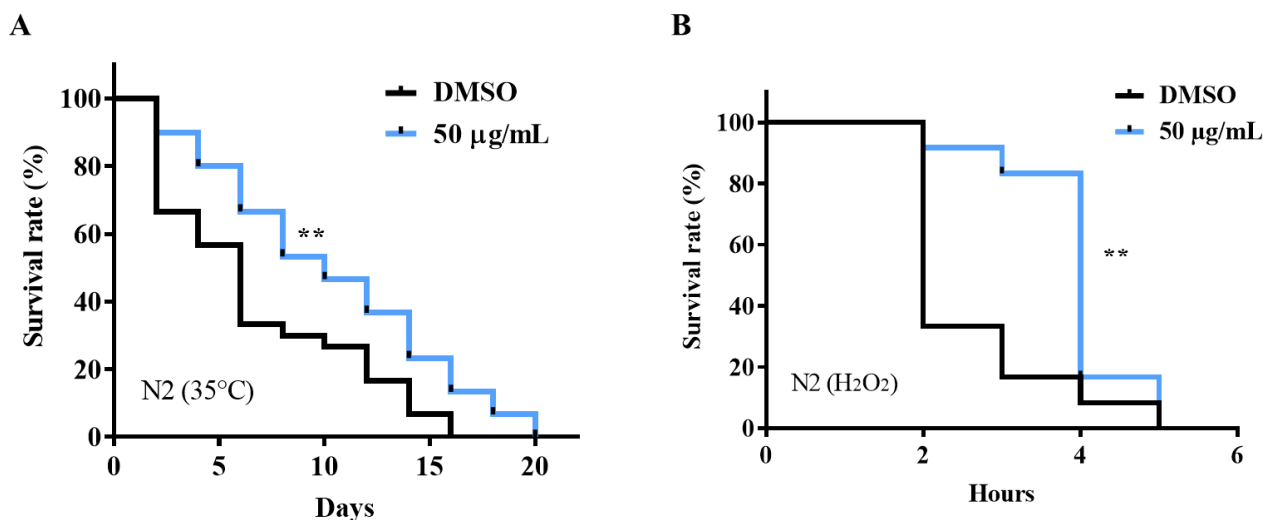 A
Survival rate (%)
100
80
60
40
20
0
DMSO
50 μg/mL
**
N2 (35°C)
0 5 10 15 20
Days
B
Survival rate (%)
100
80
60
40
20
0
DMSO
50 μg/mL
**
N2 (H₂O₂)
0 2 4 6
Hours